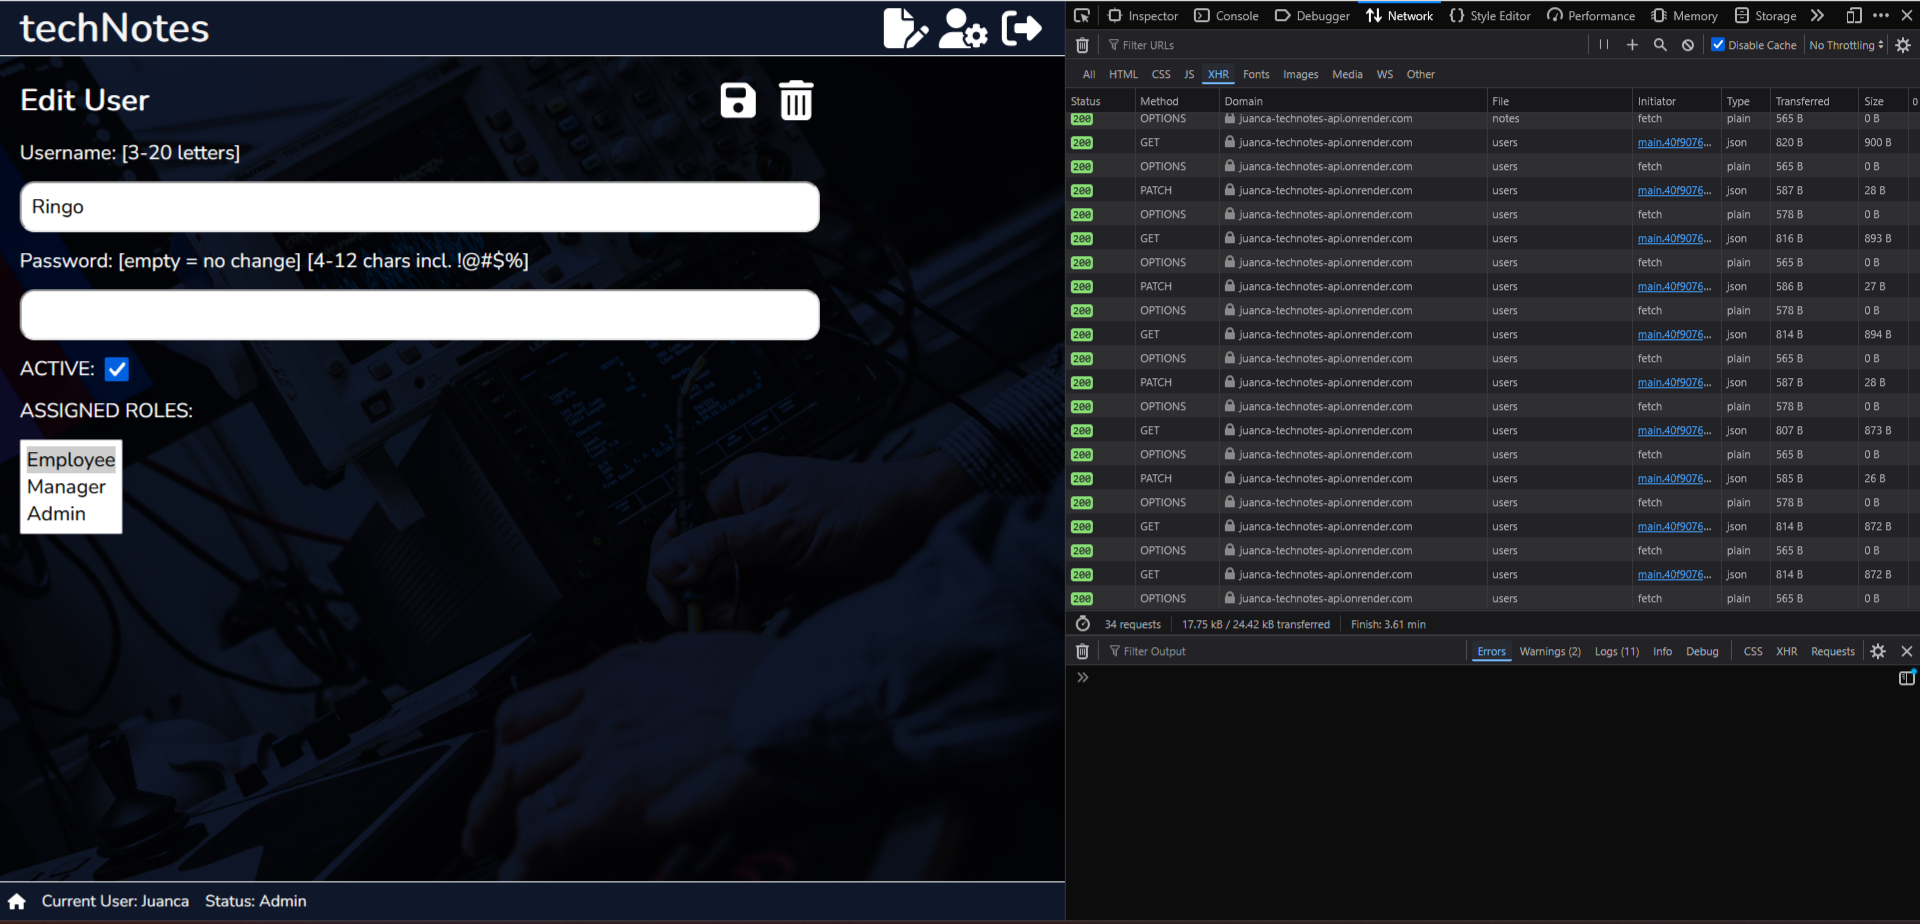 techNotes
Edit User
Username: [3-20 letters]
Ringo
Password: [empty = no change] [4-12 chars incl. !@#$%]
ACTIVE:
ASSIGNED ROLES:
Employee
Manager
Admin
Current User: Juanca Status: Admin
Inspector Console Debugger Network Style Editor Performance Memory Storage
Filter URLs Disable Cache No Throttling
All HTML CSS JS XHR Fonts Images Media WS Other
Status Method Domain File Initiator Type Transferred Size 0
200 OPTIONS juanca-technotes-api.onrender.com notes fetch plain 565 B 0 B
200 GET juanca-technotes-api.onrender.com users main.40f9076... json 820 B 900 B
200 OPTIONS juanca-technotes-api.onrender.com users fetch plain 565 B 0 B
200 PATCH juanca-technotes-api.onrender.com users main.40f9076... json 587 B 28 B
200 OPTIONS juanca-technotes-api.onrender.com users fetch plain 578 B 0 B
200 GET juanca-technotes-api.onrender.com users main.40f9076... json 816 B 893 B
200 OPTIONS juanca-technotes-api.onrender.com users fetch plain 565 B 0 B
200 PATCH juanca-technotes-api.onrender.com users main.40f9076... json 586 B 27 B
200 OPTIONS juanca-technotes-api.onrender.com users fetch plain 578 B 0 B
200 GET juanca-technotes-api.onrender.com users main.40f9076... json 814 B 894 B
200 OPTIONS juanca-technotes-api.onrender.com users fetch plain 565 B 0 B
200 PATCH juanca-technotes-api.onrender.com users main.40f9076... json 587 B 28 B
200 OPTIONS juanca-technotes-api.onrender.com users fetch plain 578 B 0 B
200 GET juanca-technotes-api.onrender.com users main.40f9076... json 807 B 873 B
200 OPTIONS juanca-technotes-api.onrender.com users fetch plain 565 B 0 B
200 PATCH juanca-technotes-api.onrender.com users main.40f9076... json 585 B 26 B
200 OPTIONS juanca-technotes-api.onrender.com users fetch plain 578 B 0 B
200 GET juanca-technotes-api.onrender.com users main.40f9076... json 814 B 872 B
200 OPTIONS juanca-technotes-api.onrender.com users fetch plain 565 B 0 B
200 GET juanca-technotes-api.onrender.com users main.40f9076... json 814 B 872 B
200 OPTIONS juanca-technotes-api.onrender.com users fetch plain 565 B 0 B
34 requests 17.75 kB / 24.42 kB transferred Finish: 3.61 min
Filter Output Errors Warnings (2) Logs (11) Info Debug CSS XHR Requests